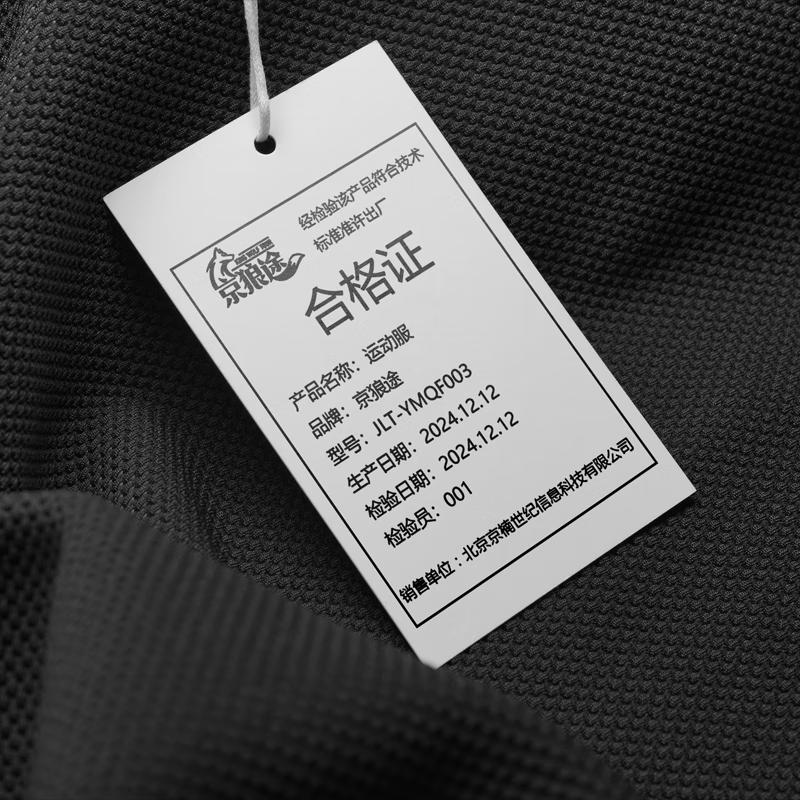 经检验该产品符合技术
标准准许出厂
京狼途
合格证
产品名称：运动服
品牌：京狼途
型号：JLT-YMQF003
生产日期：2024.12.12
检验日期：2024.12.12
检验员：001
销售单位：北京京楠世纪信息科技有限公司